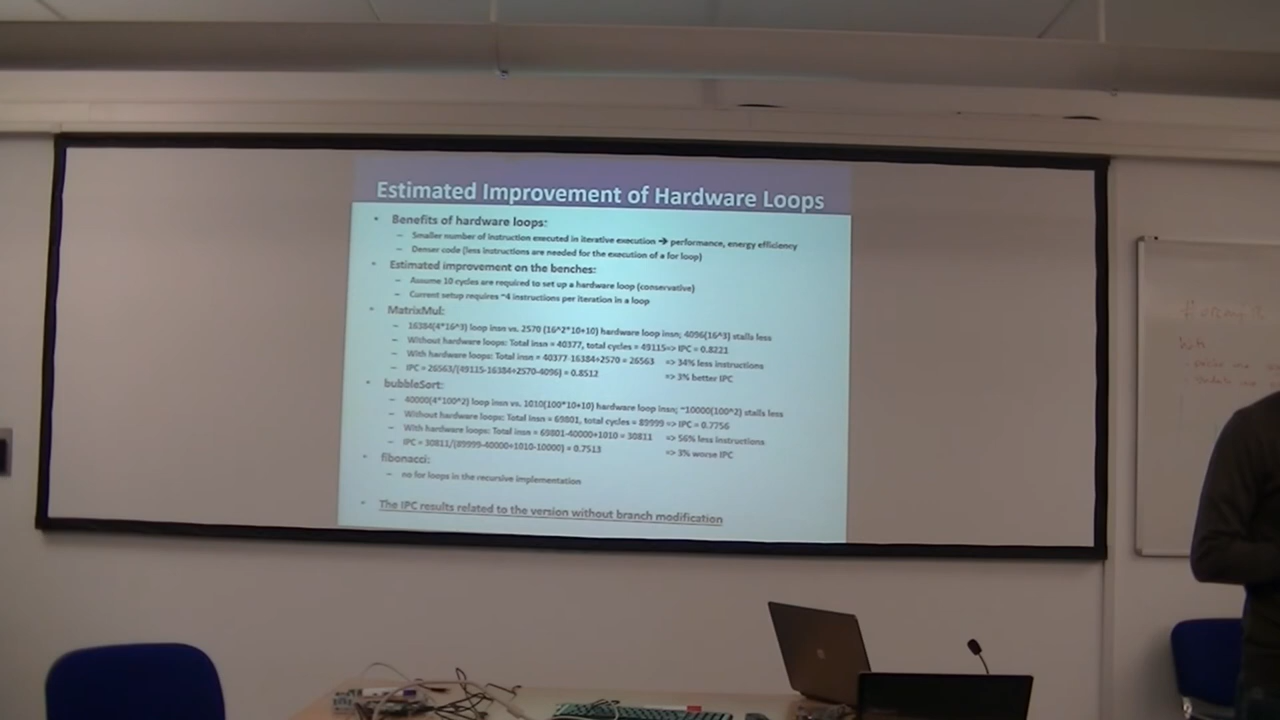 Estimated Improvement of Hardware Loops
• Benefits of hardware loops:
– Smaller number of instruction executed in iterative execution → performance, energy efficiency
– Denser code (less instructions are needed for the execution of a for loop)
• Estimated improvement on the benches:
– Assume 10 cycles are required to set up a hardware loop (conservative)
– Current setup requires ~4 instructions per iteration in a loop
• MatrixMul:
– 16384(4*16^3) loop insn vs. 2570 (16^2*10+10) hardware loop insn; 4096(16^3) stalls less
– Without hardware loops: Total insn = 40377, total cycles = 49115=> IPC = 0.8221
– With hardware loops: Total insn = 40377-16384+2570 = 26563 => 34% less instructions
– IPC = 26563/(49115-16384+2570-4096) = 0.8512 => 3% better IPC
• bubbleSort:
– 40000(4*100^2) loop insn vs. 1010(100*10+10) hardware loop insn; ~10000(100^2) stalls less
– Without hardware loops: Total insn = 69801, total cycles = 89999 => IPC = 0.7756
– With hardware loops: Total insn = 69801-40000+1010 = 30811 => 56% less instructions
– IPC = 30811/(89999-40000+1010-10000) = 0.7513 => 3% worse IPC
• fibonacci:
– no for loops in the recursive implementation
• The IPC results related to the version without branch modification